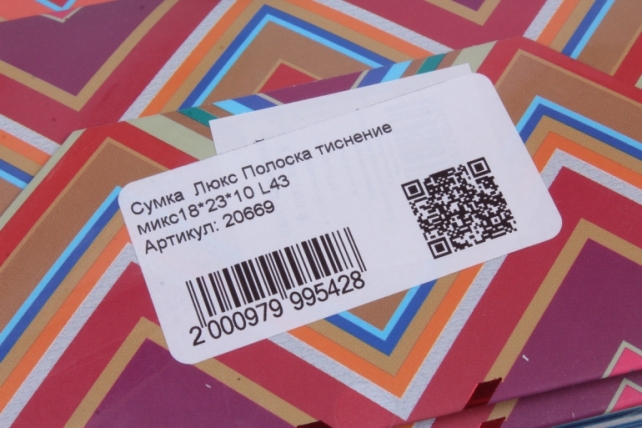 Сумка Люкс Полоска тиснение
микс18*23*10 L43
Артикул: 20669
2 000979 995428